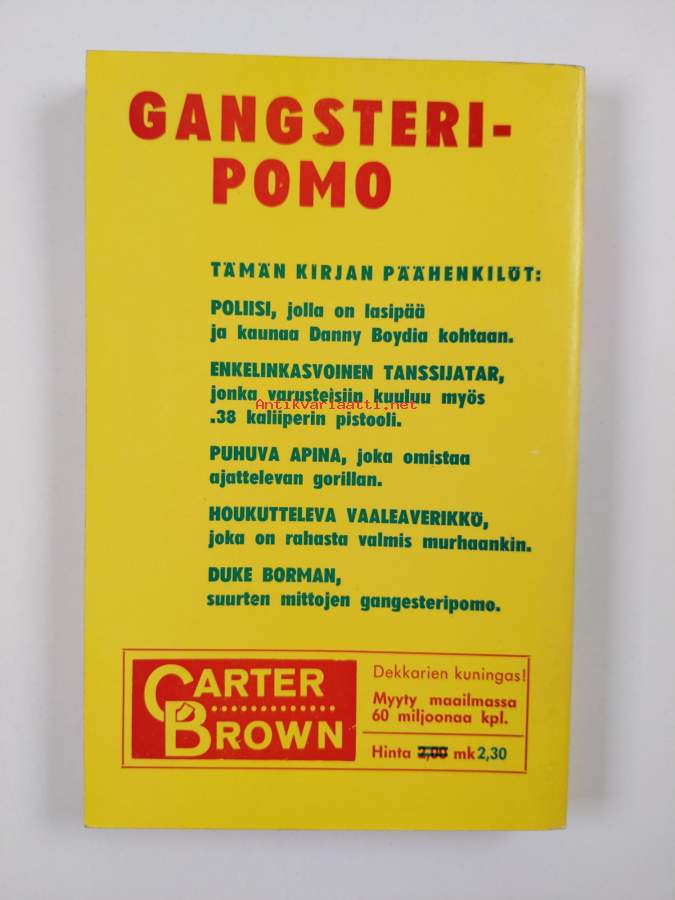 GANGSTERI-
POMO
TÄMÄN KIRJAN PÄÄHENKILÖT:
POLIISI, jolla on lasipää
ja kaunaa Danny Boydia kohtaan.
ENKELINKASVOINEN TANSSIJATAR,
jonka varusteisiin kuuluu myös
Antikvariaatti.net
.38 kaliiperin pistooli.
PUHUVA APINA, joka omistaa
ajattelevan gorillan.
HOUKUTTELEVA VAALEAVERIKKÖ,
joka on rahasta valmis murhaankin.
DUKE BORMAN,
suurten mittojen gangesteripomo.
CARTER
BROWN
Dekkarien kuningas!
Myyty maailmassa
60 miljoonaa kpl.
Hinta 2,00 mk 2,30